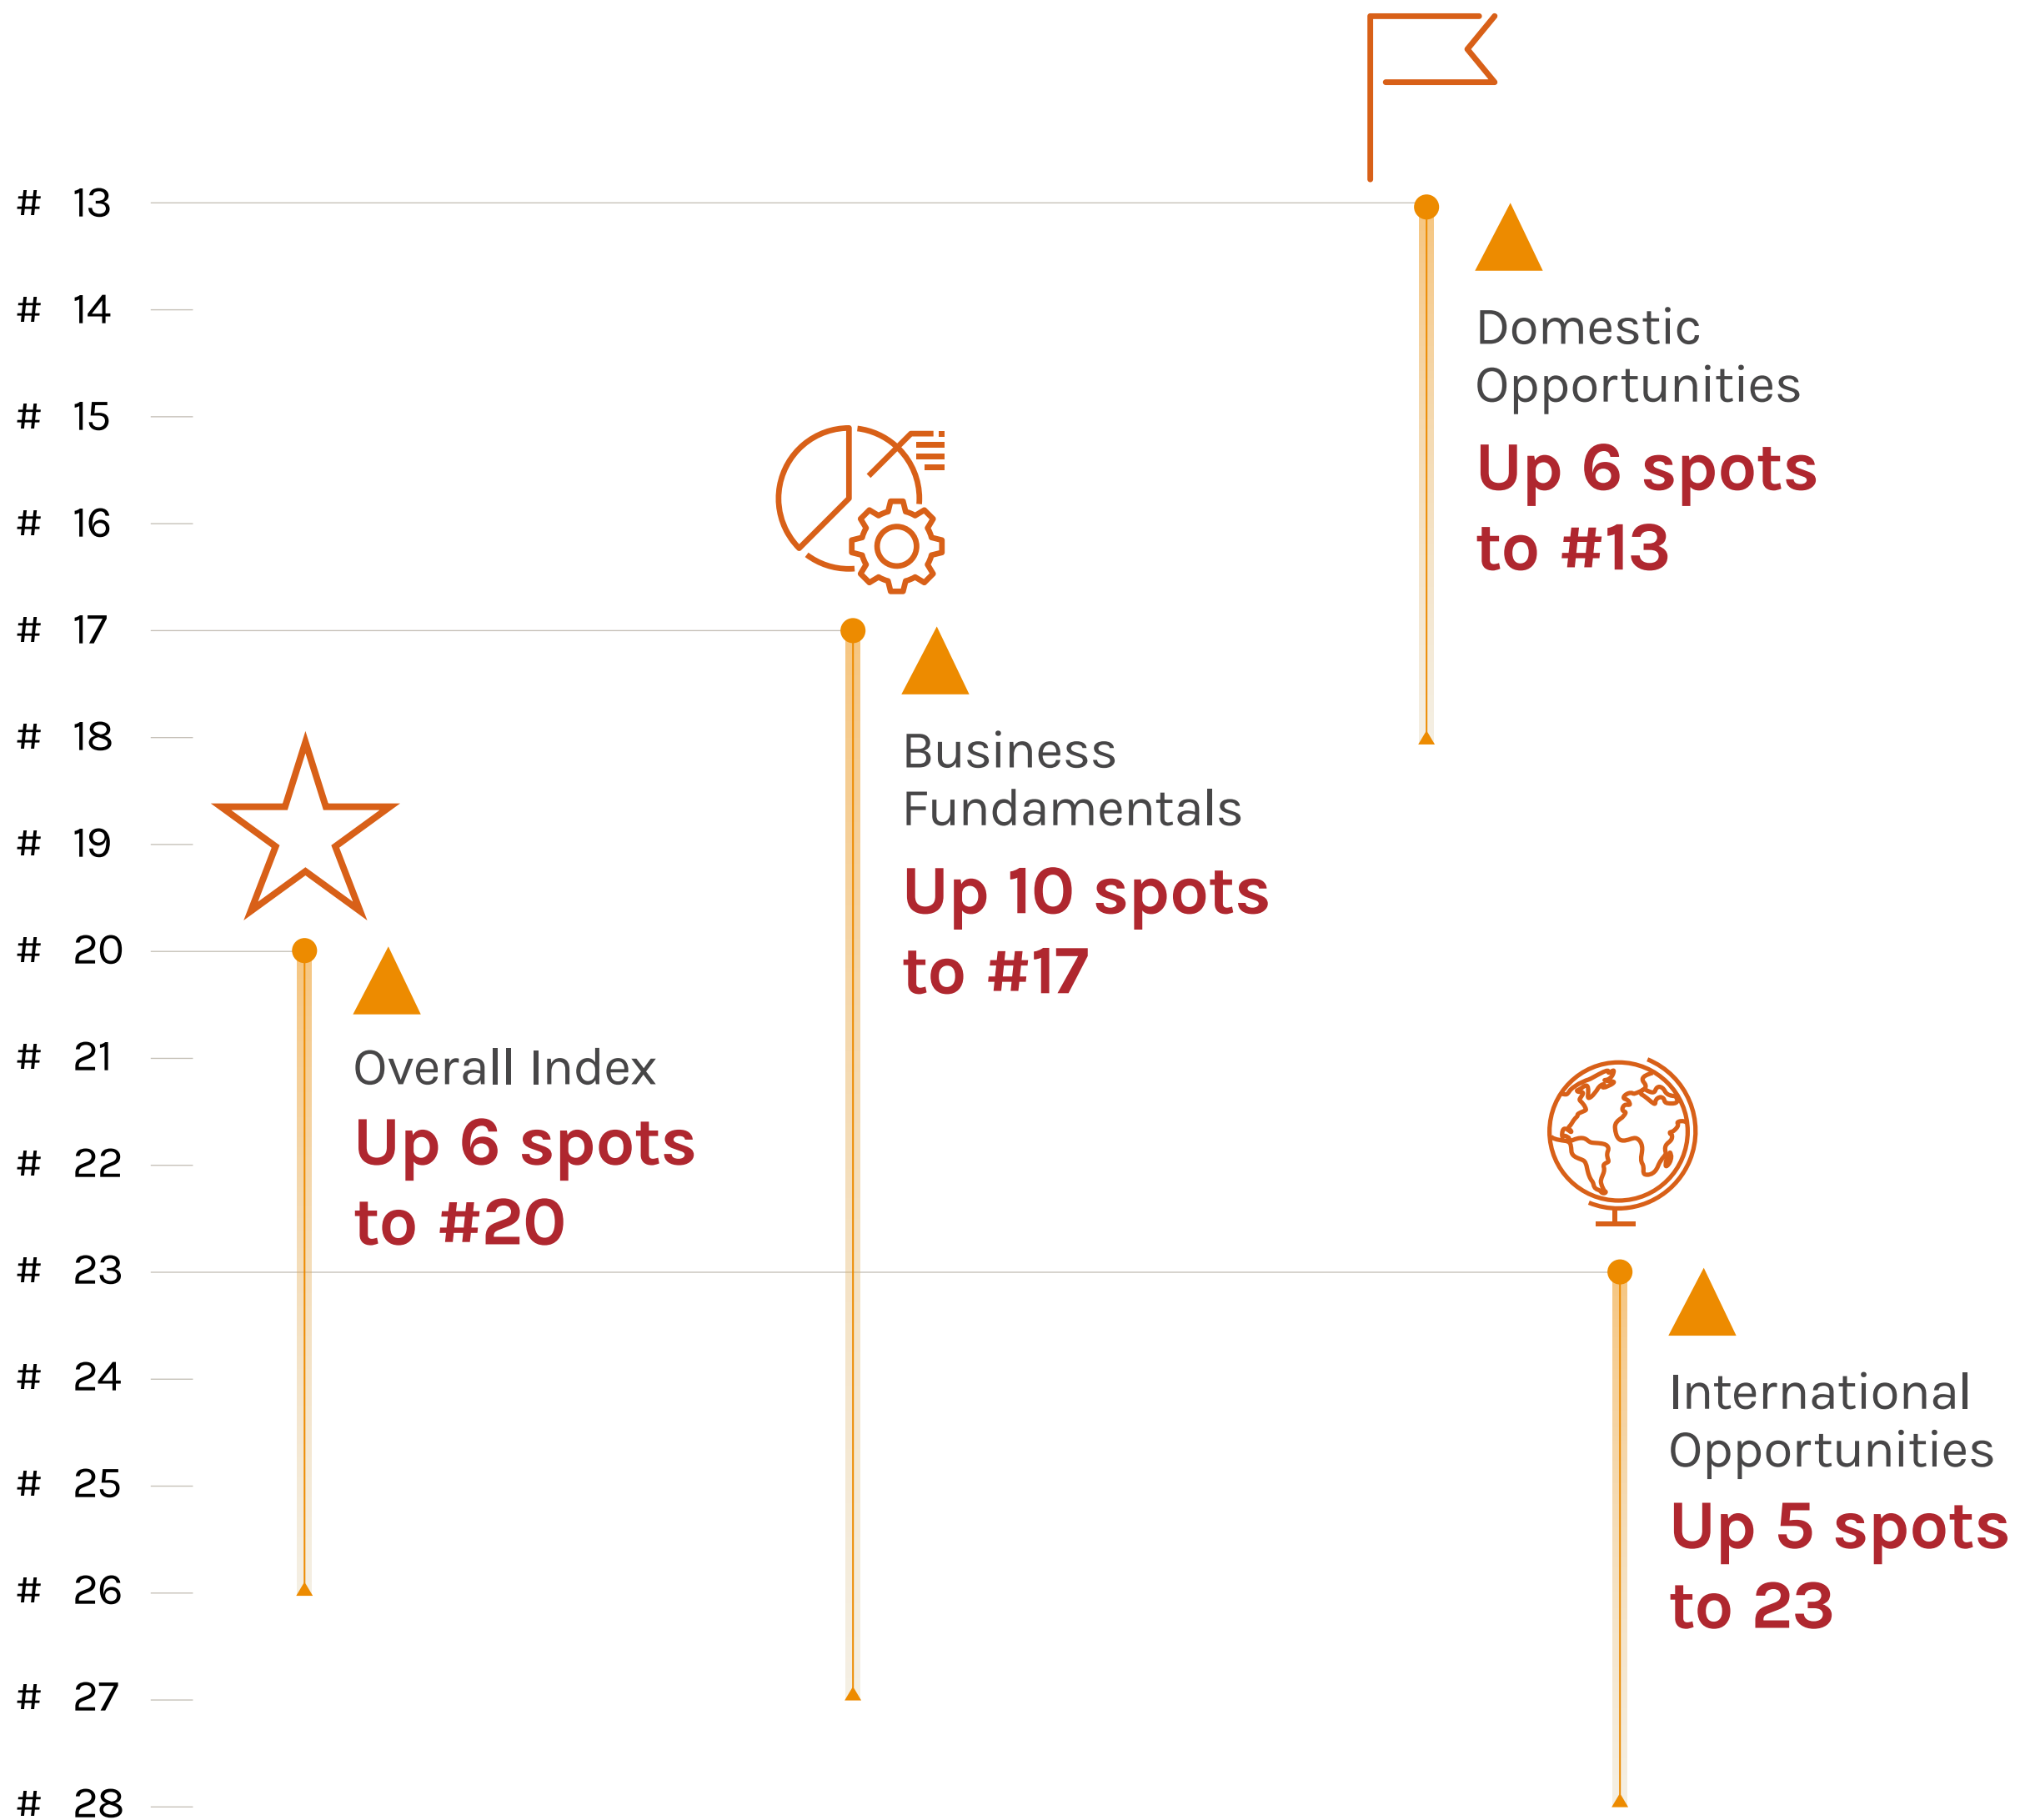 # 13
# 14
# 15
# 16
# 17
# 18
# 19
# 20
# 21
# 22
# 23
# 24
# 25
# 26
# 27
# 28
Overall Index
Up 6 spots
to #20
Business
Fundamentals
Up 10 spots
to #17
Domestic
Opportunities
Up 6 spots
to #13
International
Opportunities
Up 5 spots
to 23